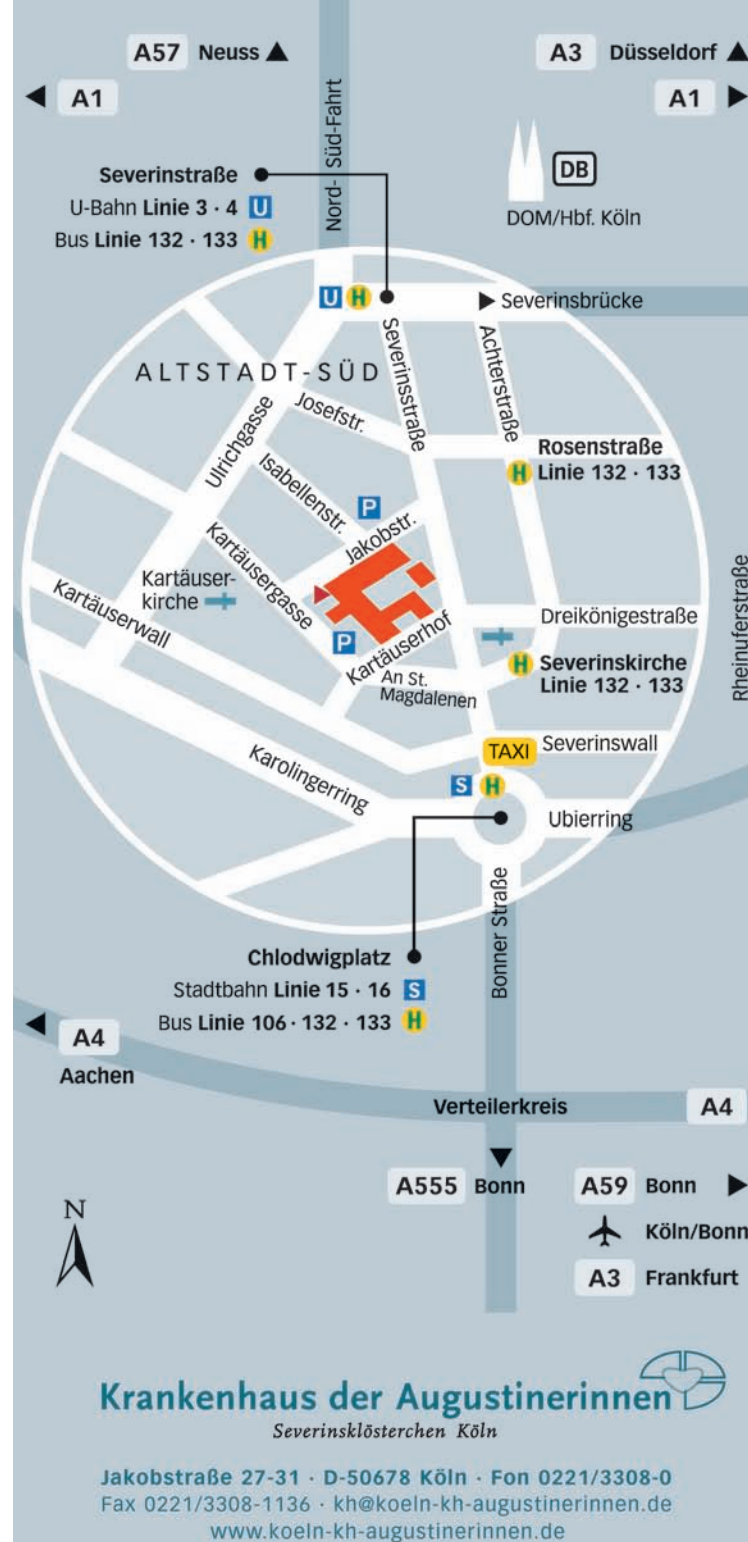 A57 Neuss
A3 Düsseldorf
A1
A1
Nord- Süd-Fahrt
DB
DOM/Hbf. Köln
Severinstraße
U-Bahn Linie 3 · 4 U
Bus Linie 132 · 133 H
U H
Severinsbrücke
ALTSTADT-SÜD
Severinsstraße
Achterstraße
Josefstr.
Ulrichgasse
Rosenstraße
H Linie 132 · 133
Isabellenstr.
P
Jakobstr.
Kartäusergasse
Kartäuser-
kirche
Kartäuserwall
P
Kartäuserhof
Dreikönigestraße
Rheinuferstraße
H Severinskirche
Linie 132 · 133
An St.
Magdalenen
TAXI Severinswall
Karolingerring
S H
Ubierring
Bonner Straße
Chlodwigplatz
Stadtbahn Linie 15 · 16 S
Bus Linie 106 · 132 · 133 H
A4
Aachen
Verteilerkreis
A4
A555 Bonn
A59 Bonn
Köln/Bonn
A3 Frankfurt
N
Krankenhaus der Augustinerinnen
Severinsklösterchen Köln
Jakobstraße 27-31 · D-50678 Köln · Fon 0221/3308-0
Fax 0221/3308-1136 · kh@koeln-kh-augustinerinnen.de
www.koeln-kh-augustinerinnen.de